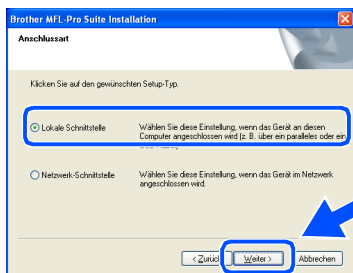 Brother MFL-Pro Suite Installation
Anschlussart
Klicken Sie auf den gewünschten Setup-Typ.
Lokale Schnittstelle
Wählen Sie diese Einstellung, wenn das Gerät an diesen
Computer angeschlossen wird (z. B. über ein paralleles oder ein
Netzwerk-Schnittstelle
Wählen Sie diese Einstellung, wenn das Gerät im Netzwerk
angeschlossen wird.
< Zurück Weiter > Abbrechen